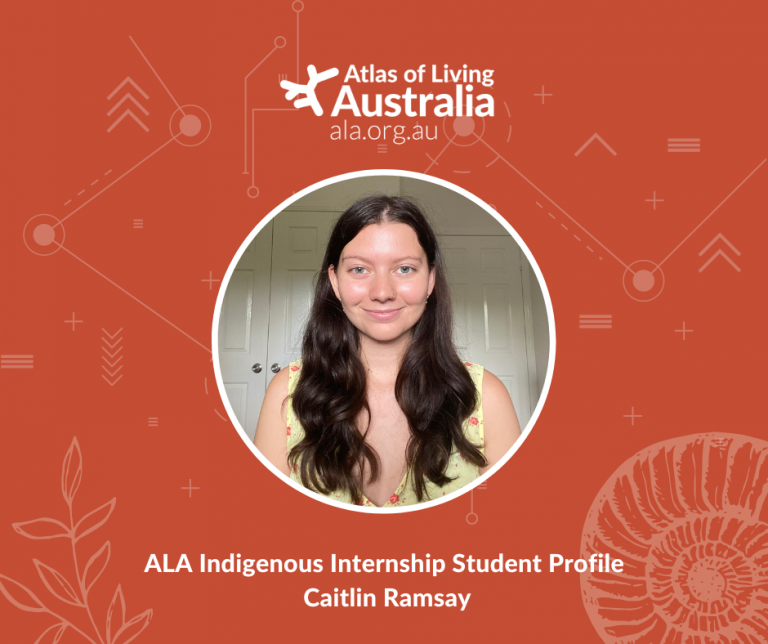 Atlas of Living
Australia
ala.org.au
ALA Indigenous Internship Student Profile
Caitlin Ramsay